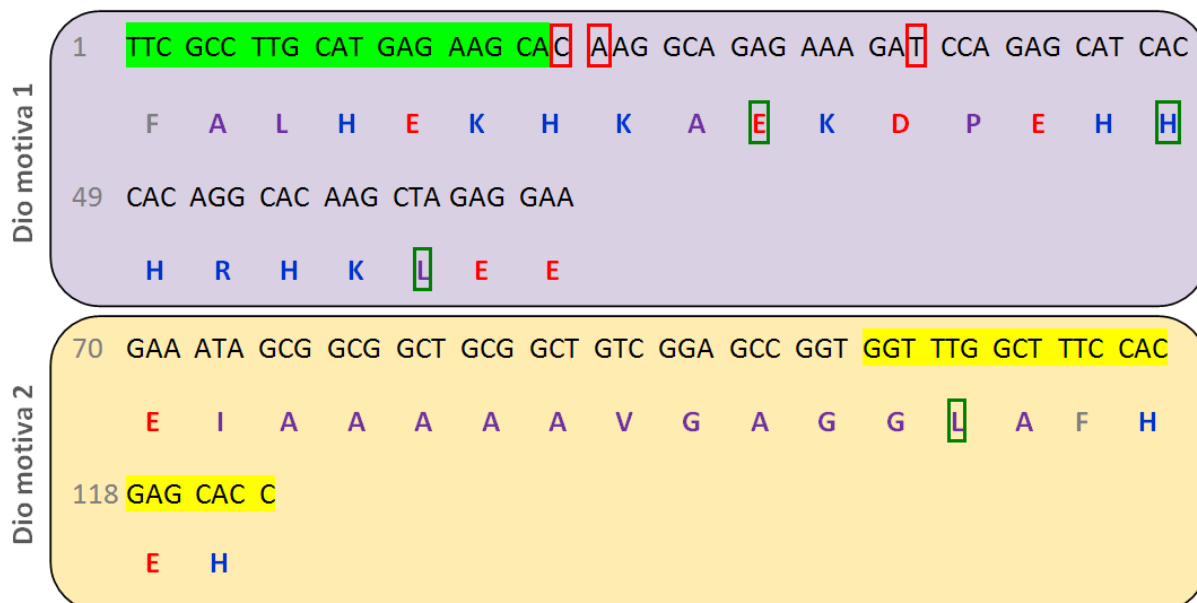 Dio motiva 1
1 TTC GCC TTG CAT GAG AAG CAC AAG GCA GAG AAA GAT CCA GAG CAT CAC
F A L H E K H K A E K D P E H H
49 CAC AGG CAC AAG CTA GAG GAA
H R H K L E E
Dio motiva 2
70 GAA ATA GCG GCG GCT GCG GCT GTC GGA GCC GGT GGT TTG GCT TTC CAC
E I A A A A A V G A G G L A F H
118 GAG CAC C
E H